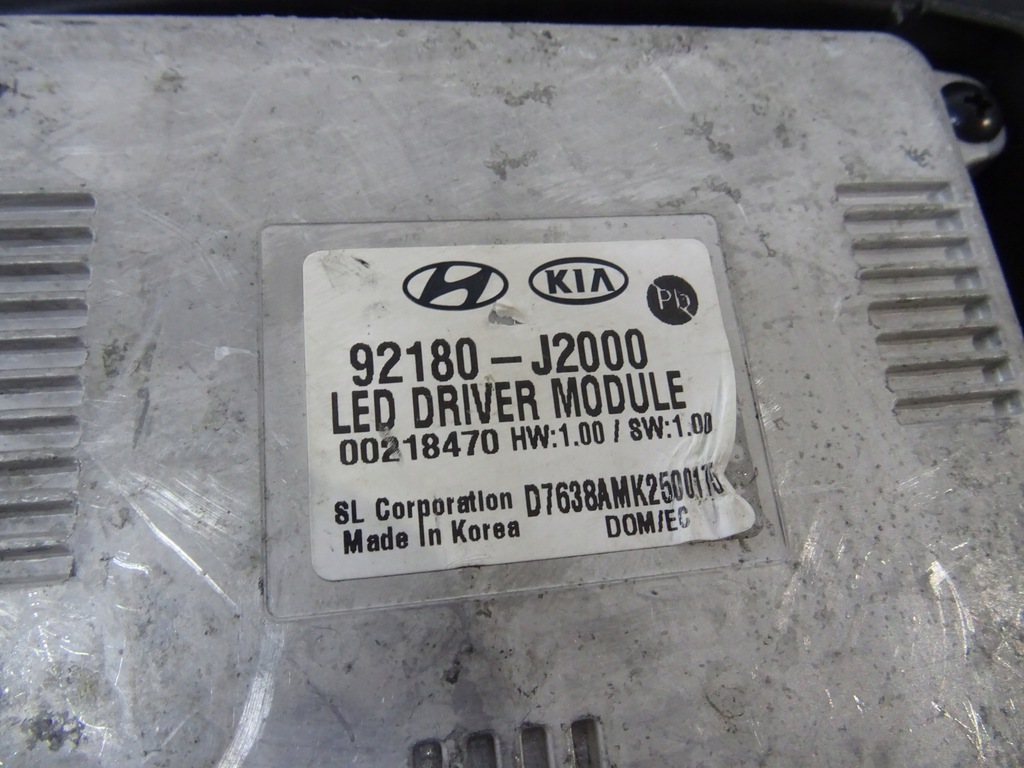 KIA
Pb
92180-J2000
LED DRIVER MODULE
00218470 HW:1.00 / SW:1.00
SL Corporation D7638AMK2500175
Made In Korea DOM/EC